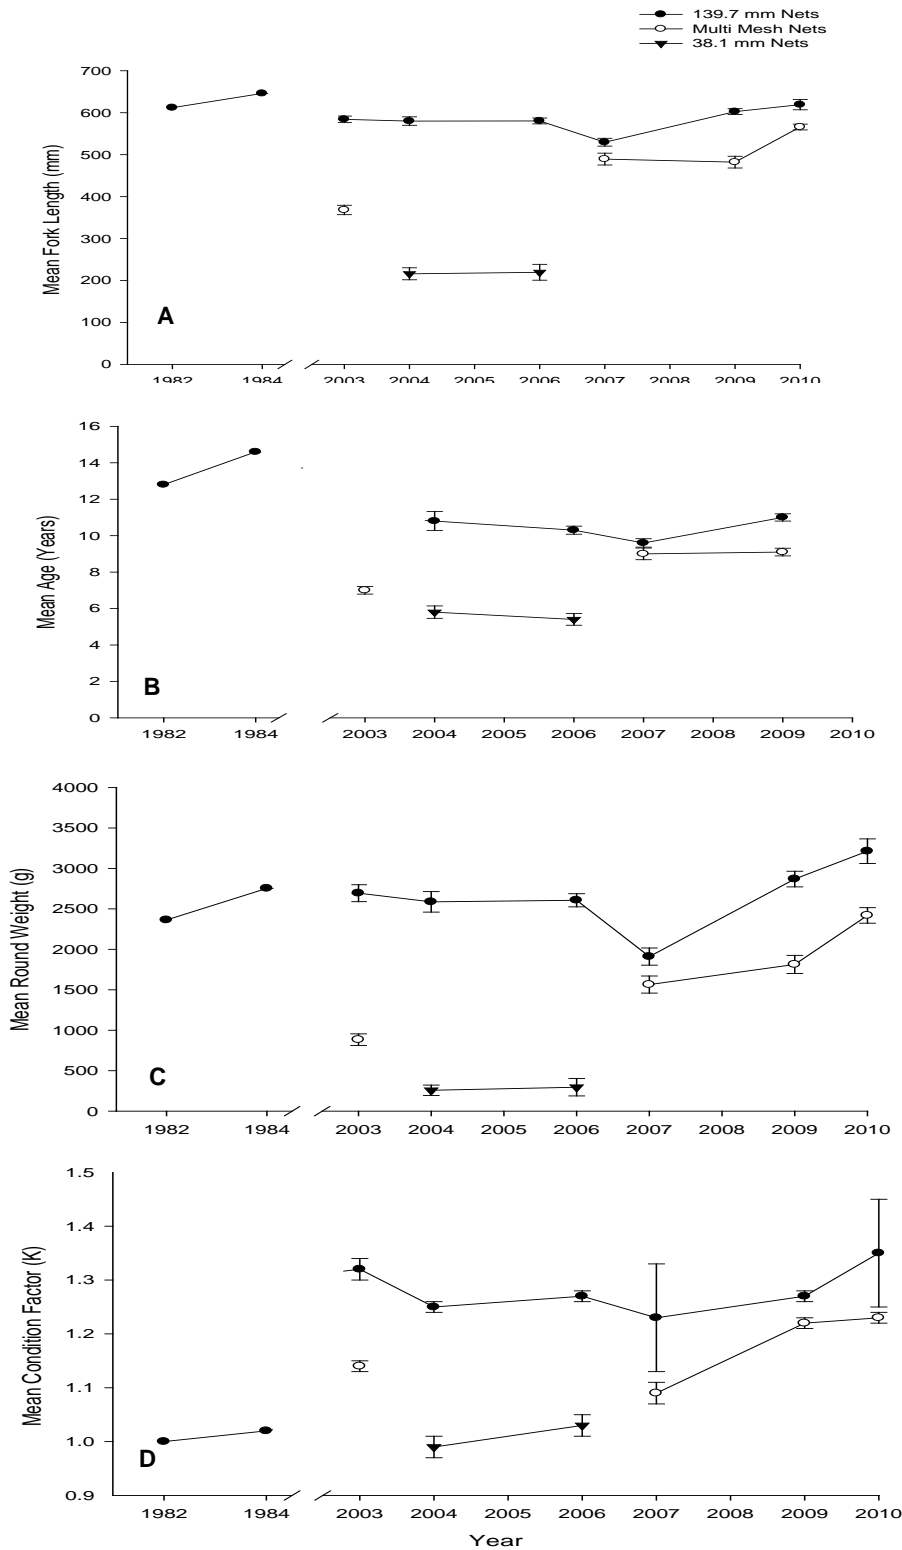 139.7 mm Nets
Multi Mesh Nets
38.1 mm Nets
700
600
500
400
300
200
100
0
Mean Fork Length (mm)
A
1982 1984 2003 2004 2005 2006 2007 2008 2009 2010
16
14
12
10
8
6
4
2
0
Mean Age (Years)
B
1982 1984 2003 2004 2005 2006 2007 2008 2009 2010
4000
3500
3000
2500
2000
1500
1000
500
0
Mean Round Weight (g)
C
1982 1984 2003 2004 2005 2006 2007 2008 2009 2010
1.5
1.4
1.3
1.2
1.1
1.0
0.9
Mean Condition Factor (K)
D
1982 1984 2003 2004 2005 2006 2007 2008 2009 2010
Year